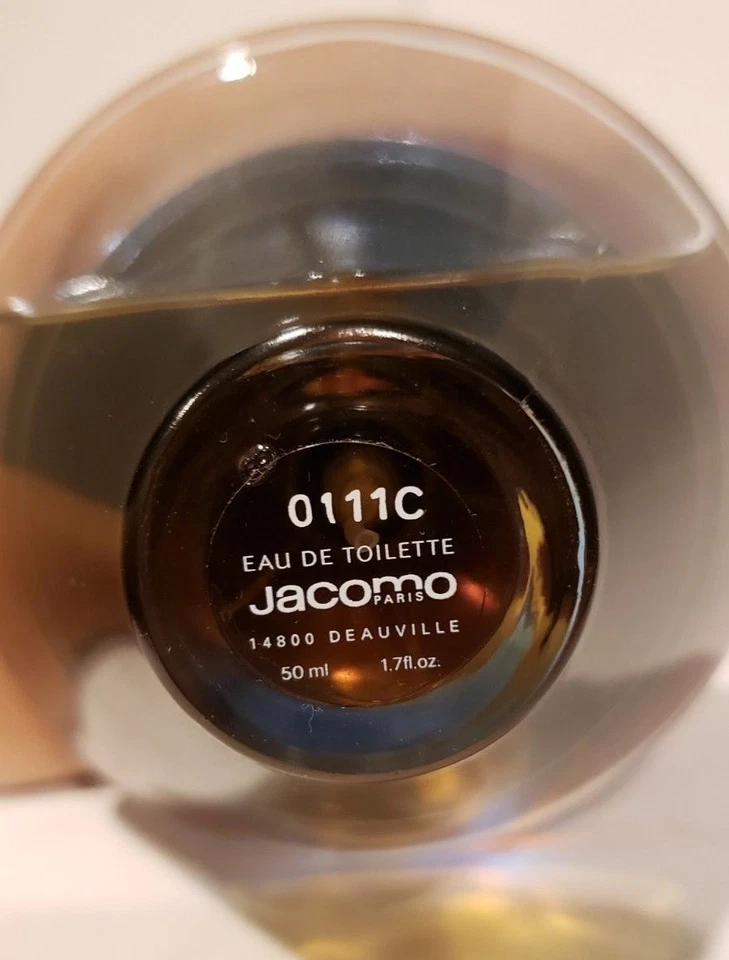 0111C
EAU DE TOILETTE
Jacomo
PARIS
14800 DEAUVILLE
50 ml 1.7fl.oz.